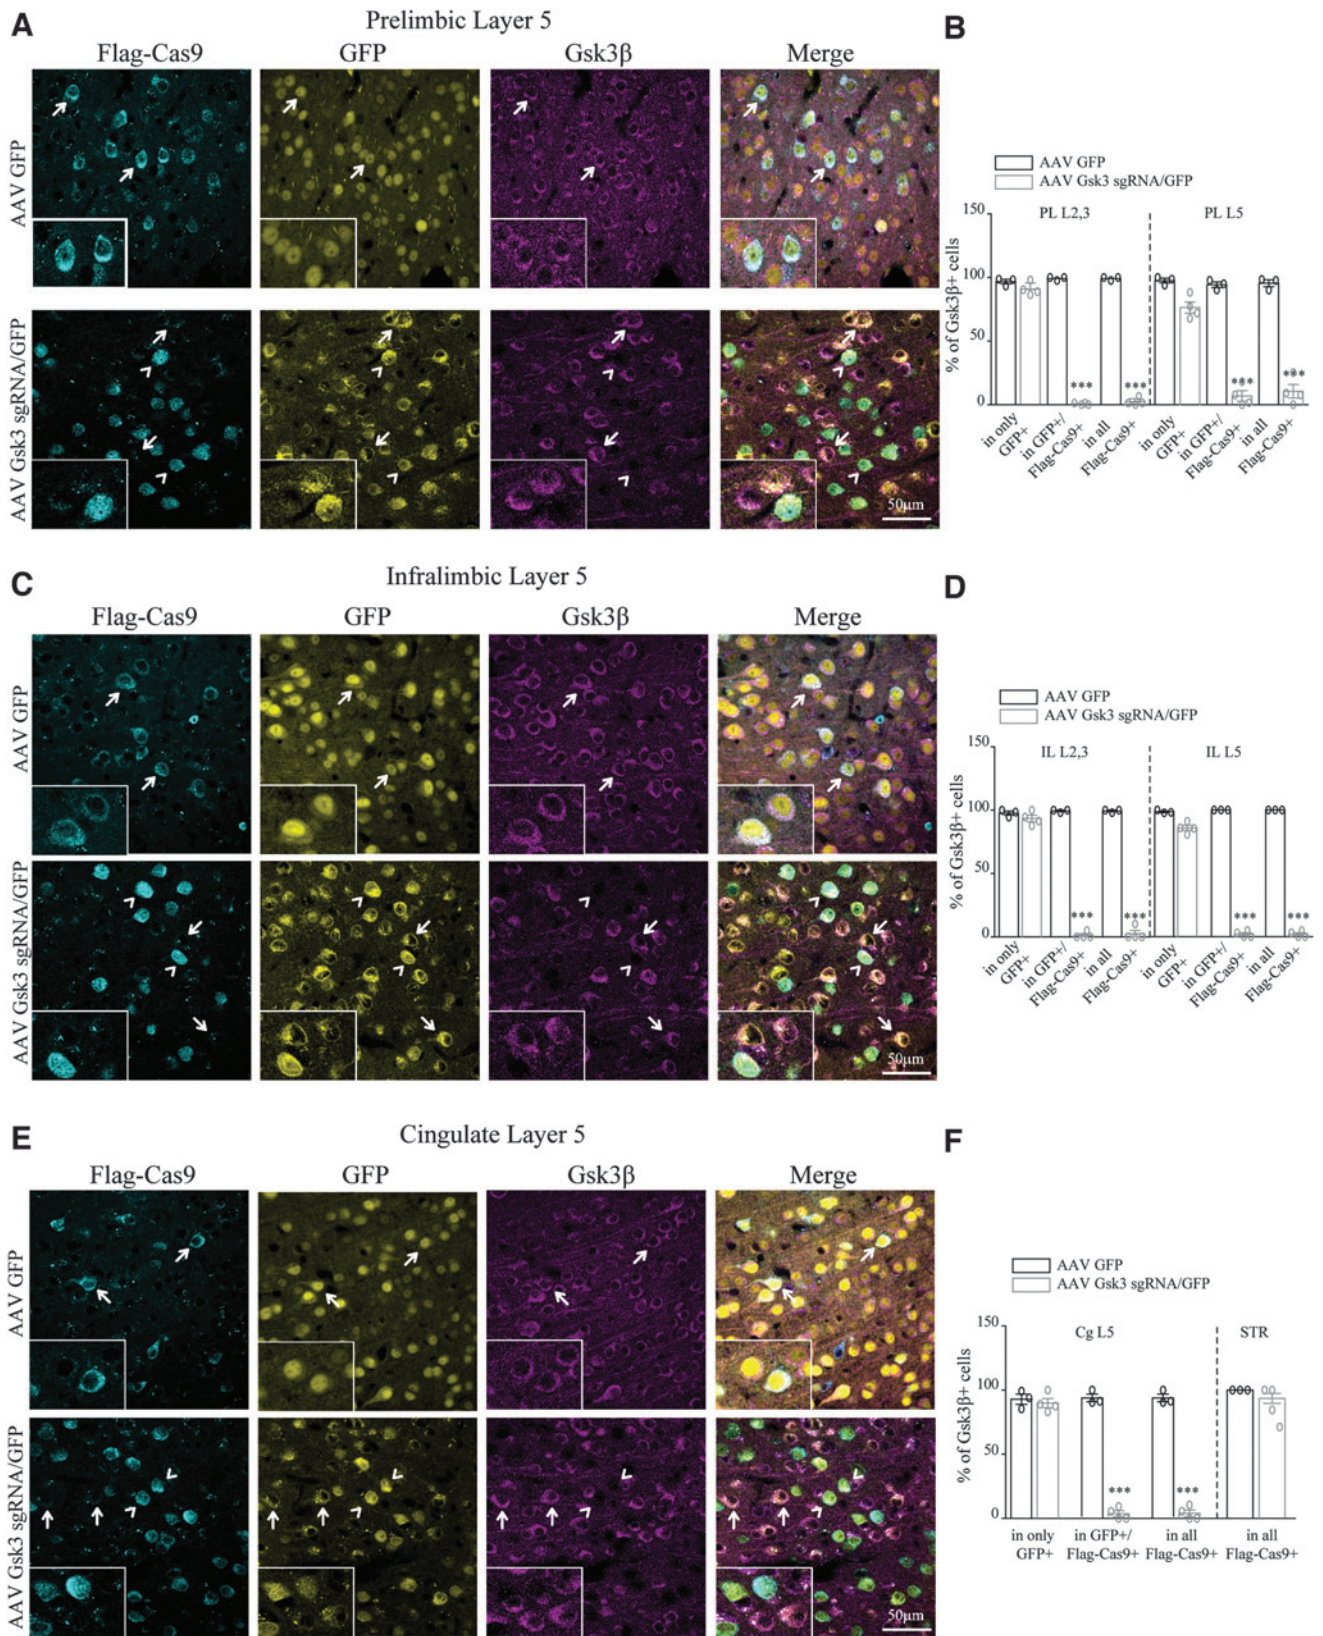 A
Prelimbic Layer 5
Flag-Cas9 GFP Gsk3β Merge
AAV GFP
AAV Gsk3 sgRNA/GFP
50μm
B
AAV GFP
AAV Gsk3 sgRNA/GFP
% of Gsk3β+ cells
150
100
50
0
PL L2,3 PL L5
*** *** *** ***
in only GFP+
in GFP+/ Flag-Cas9+
in all Flag-Cas9+
in only GFP+
in GFP+/ Flag-Cas9+
in all Flag-Cas9+
C
Infralimbic Layer 5
Flag-Cas9 GFP Gsk3β Merge
AAV GFP
AAV Gsk3 sgRNA/GFP
50μm
D
AAV GFP
AAV Gsk3 sgRNA/GFP
% of Gsk3β+ cells
150
100
50
0
IL L2,3 IL L5
*** *** *** ***
in only GFP+
in GFP+/ Flag-Cas9+
in all Flag-Cas9+
in only GFP+
in GFP+/ Flag-Cas9+
in all Flag-Cas9+
E
Cingulate Layer 5
Flag-Cas9 GFP Gsk3β Merge
AAV GFP
AAV Gsk3 sgRNA/GFP
50μm
F
AAV GFP
AAV Gsk3 sgRNA/GFP
% of Gsk3β+ cells
150
100
50
0
Cg L5 STR
*** ***
in only in GFP+/ in all in all
GFP+ Flag-Cas9+ Flag-Cas9+ Flag-Cas9+